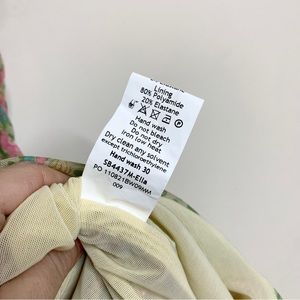 Lining
80% Polyamide
20% Elastane
Hand wash
Do not bleach
Do not dry
Iron low heat
Dry clean any solvent
except trichloroethylene
Hand wash 30
SB4437M-Ella
PO 110821BW09MM
009